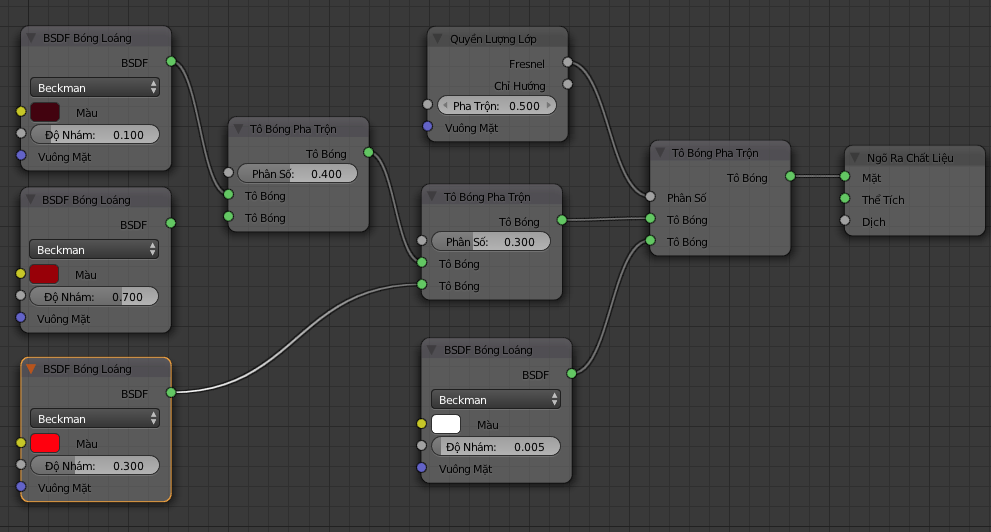 BSDF Bóng Loáng
BSDF
Beckman
Màu
Độ Nhám: 0.100
Vuông Mặt
BSDF Bóng Loáng
BSDF
Beckman
Màu
Độ Nhám: 0.700
Vuông Mặt
BSDF Bóng Loáng
BSDF
Beckman
Màu
Độ Nhám: 0.300
Vuông Mặt
Tô Bóng Pha Trộn
Tô Bóng
Phân Số: 0.400
Tô Bóng
Tô Bóng
Quyền Lượng Lớp
Fresnel
Chỉ Hướng
Pha Trộn: 0.500
Vuông Mặt
Tô Bóng Pha Trộn
Tô Bóng
Phân Số: 0.300
Tô Bóng
Tô Bóng
BSDF Bóng Loáng
BSDF
Beckman
Màu
Độ Nhám: 0.005
Vuông Mặt
Tô Bóng Pha Trộn
Tô Bóng
Phân Số
Tô Bóng
Tô Bóng
Ngõ Ra Chất Liệu
Mặt
Thể Tích
Dịch